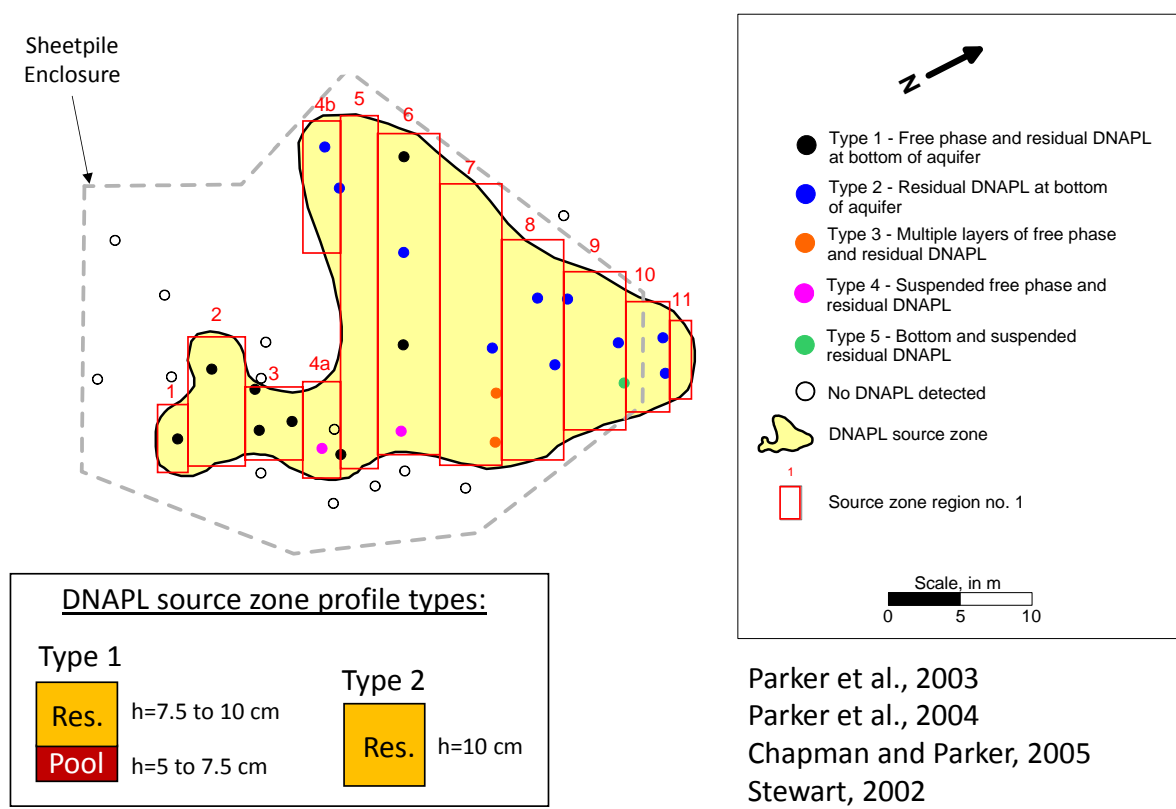 Sheetpile
Enclosure
4b
5
6
7
8
9
10
11
2
1
3
4a
N
Type 1 - Free phase and residual DNAPL
at bottom of aquifer
Type 2 - Residual DNAPL at bottom
of aquifer
Type 3 - Multiple layers of free phase
and residual DNAPL
Type 4 - Suspended free phase and
residual DNAPL
Type 5 - Bottom and suspended
residual DNAPL
No DNAPL detected
DNAPL source zone
1
Source zone region no. 1
Scale, in m
0 5 10
DNAPL source zone profile types:
Type 1
Res.
h=7.5 to 10 cm
Pool
h=5 to 7.5 cm
Type 2
Res.
h=10 cm
Parker et al., 2003
Parker et al., 2004
Chapman and Parker, 2005
Stewart, 2002